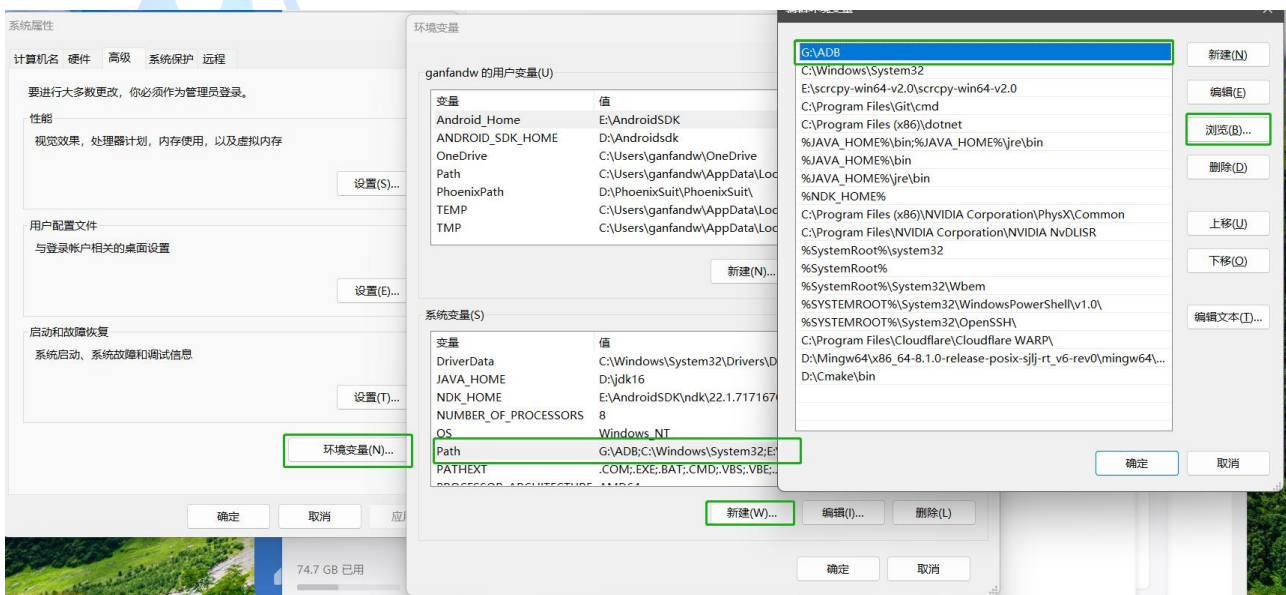 系统属性
计算机名 硬件 高级 系统保护 远程
要进行大多数更改，你必须作为管理员登录。
性能
视觉效果，处理器计划，内存使用，以及虚拟内存
设置(S)...
用户配置文件
与登录帐户相关的桌面设置
设置(E)...
启动和故障恢复
系统启动、系统故障和调试信息
设置(T)...
环境变量(N)...
确定 取消
74.7 GB 已用
环境变量
ganfandw 的用户变量(U)
变量 值
Android_Home E:\AndroidSDK
ANDROID_SDK_HOME D:\Androidsdk
OneDrive C:\Users\ganfandw\OneDrive
Path C:\Users\ganfandw\AppData\Loc
PhoenixPath D:\PhoenixSuit\PhoenixSuit\
TEMP C:\Users\ganfandw\AppData\Loc
TMP C:\Users\ganfandw\AppData\Loc
新建(N)...
系统变量(S)
变量 值
DriverData C:\Windows\System32\Drivers\D
JAVA_HOME D:\jdk16
NDK_HOME E:\AndroidSDK\ndk\22.1.7171670
NUMBER_OF_PROCESSORS 8
OS Windows_NT
Path G:\ADB;C:\Windows\System32;E:\
PATHEXT .COM;.EXE;.BAT;.CMD;.VBS;.VBE;..
PROCESSOR_ARCHITECTURE AMD64
新建(W)... 编辑(I)... 删除(L)
确定 取消
编辑环境变量
G:\ADB
C:\Windows\System32
E:\scrcpy-win64-v2.0\scrcpy-win64-v2.0
C:\Program Files\Git\cmd
C:\Program Files (x86)\dotnet
%JAVA_HOME%\bin;%JAVA_HOME%\jre\bin
%JAVA_HOME%\bin
%JAVA_HOME%\jre\bin
%NDK_HOME%
C:\Program Files (x86)\NVIDIA Corporation\PhysX\Common
C:\Program Files\NVIDIA Corporation\NVIDIA NvDLISR
%SystemRoot%\system32
%SystemRoot%
%SystemRoot%\System32\Wbem
%SYSTEMROOT%\System32\WindowsPowerShell\v1.0\
%SYSTEMROOT%\System32\OpenSSH\
C:\Program Files\Cloudflare\Cloudflare WARP\
D:\Mingw64\x86_64-8.1.0-release-posix-sjlj-rt_v6-rev0\mingw64\...
D:\Cmake\bin
新建(N)
编辑(E)
浏览(B)...
删除(D)
上移(U)
下移(O)
编辑文本(T)...
确定 取消